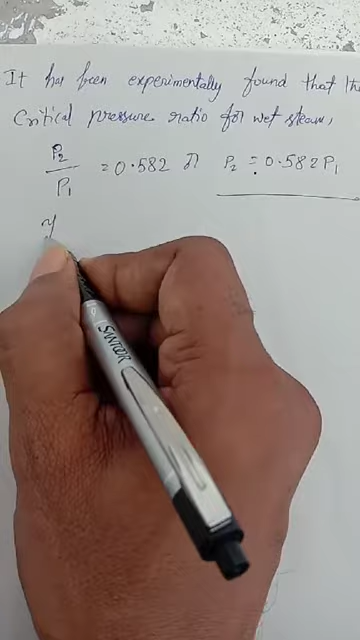 It has been experimentally found that the
Critical pressure ratio for wet steam,
P2/P1 = 0.582 or P2 = 0.582 P1
SANTOOR